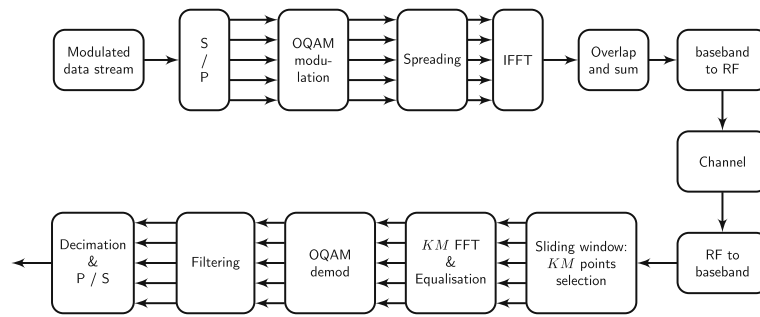 Modulated
data stream
S
/
P
OQAM
modu-
lation
Spreading
IFFT
Overlap
and sum
baseband
to RF
Channel
RF to
baseband
Sliding window:
KM points
selection
KM FFT
&
Equalisation
OQAM
demod
Filtering
Decimation
&
P / S